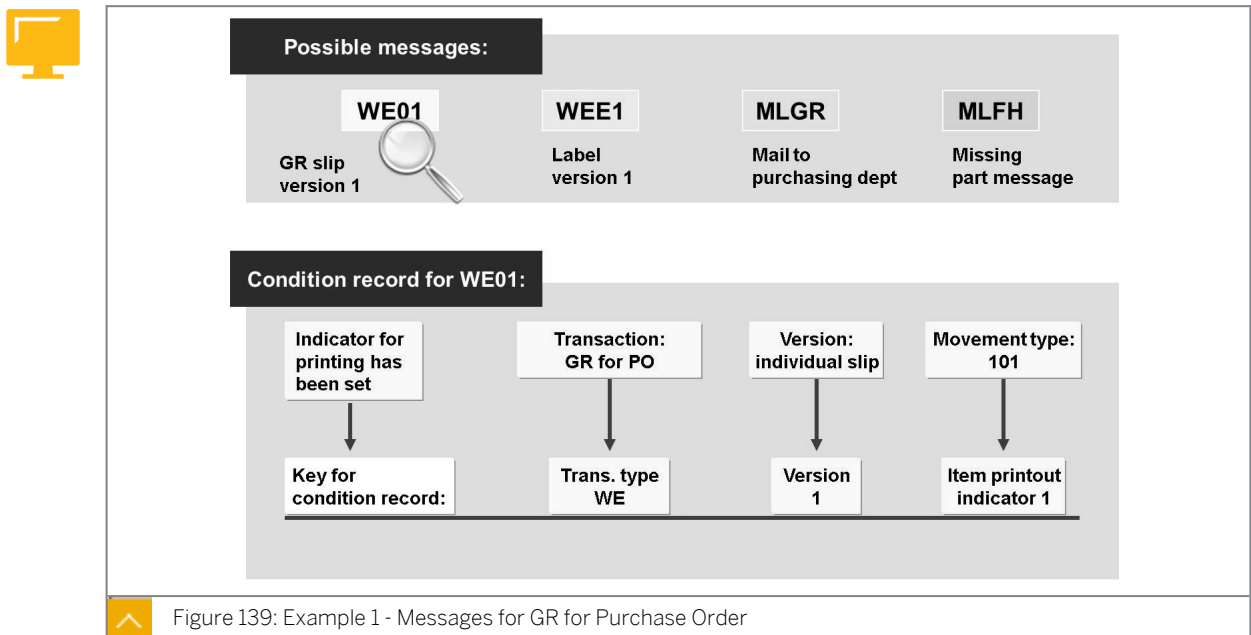 Possible messages:
WE01
WEE1
MLGR
MLFH
GR slip
version 1
Label
version 1
Mail to
purchasing dept
Missing
part message
Condition record for WE01:
Indicator for
printing has
been set
Transaction:
GR for PO
Version:
individual slip
Movement type:
101
Key for
condition record:
Trans. type
WE
Version
1
Item printout
indicator 1
Figure 139: Example 1 - Messages for GR for Purchase Order